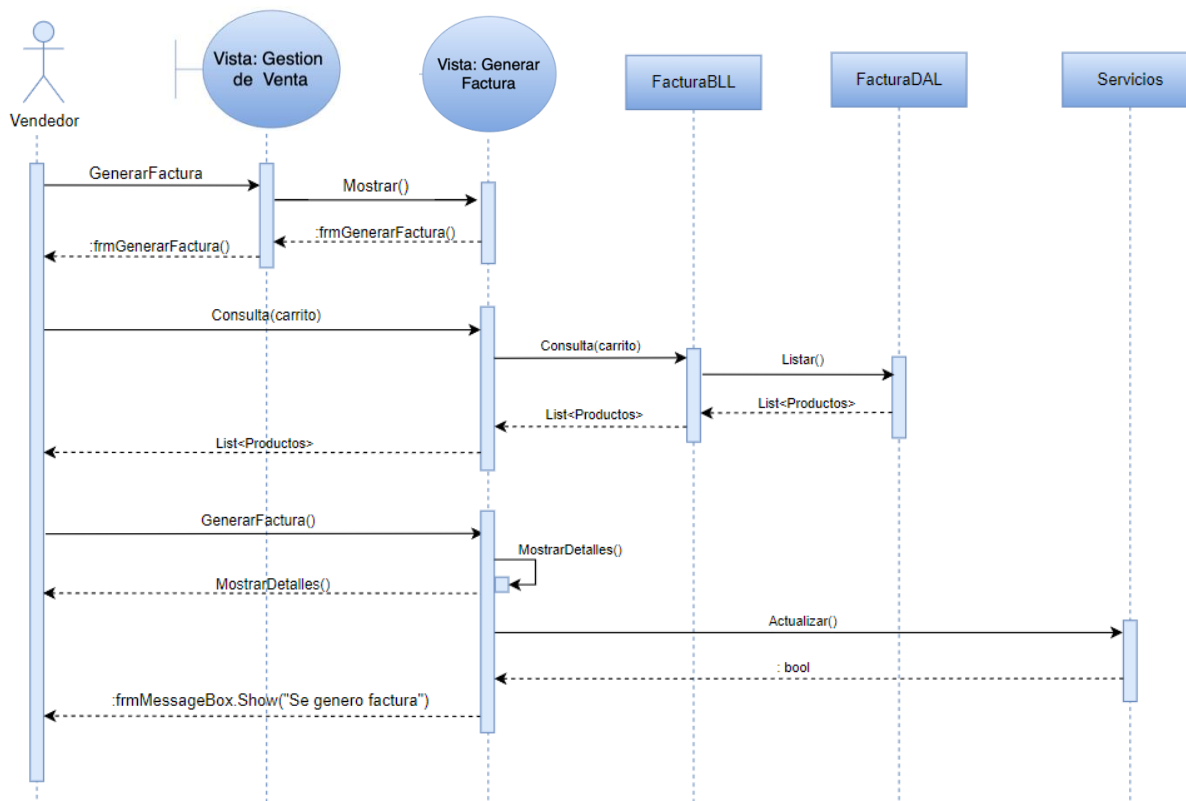 Vista: Gestion
de Venta
Vista: Generar
Factura
FacturaBLL
FacturaDAL
Servicios
Vendedor
GenerarFactura
Mostrar()
:frmGenerarFactura()
:frmGenerarFactura()
Consulta(carrito)
Consulta(carrito)
Listar()
List<Productos>
List<Productos>
List<Productos>
GenerarFactura()
MostrarDetalles()
MostrarDetalles()
Actualizar()
: bool
:frmMessageBox.Show("Se genero factura")